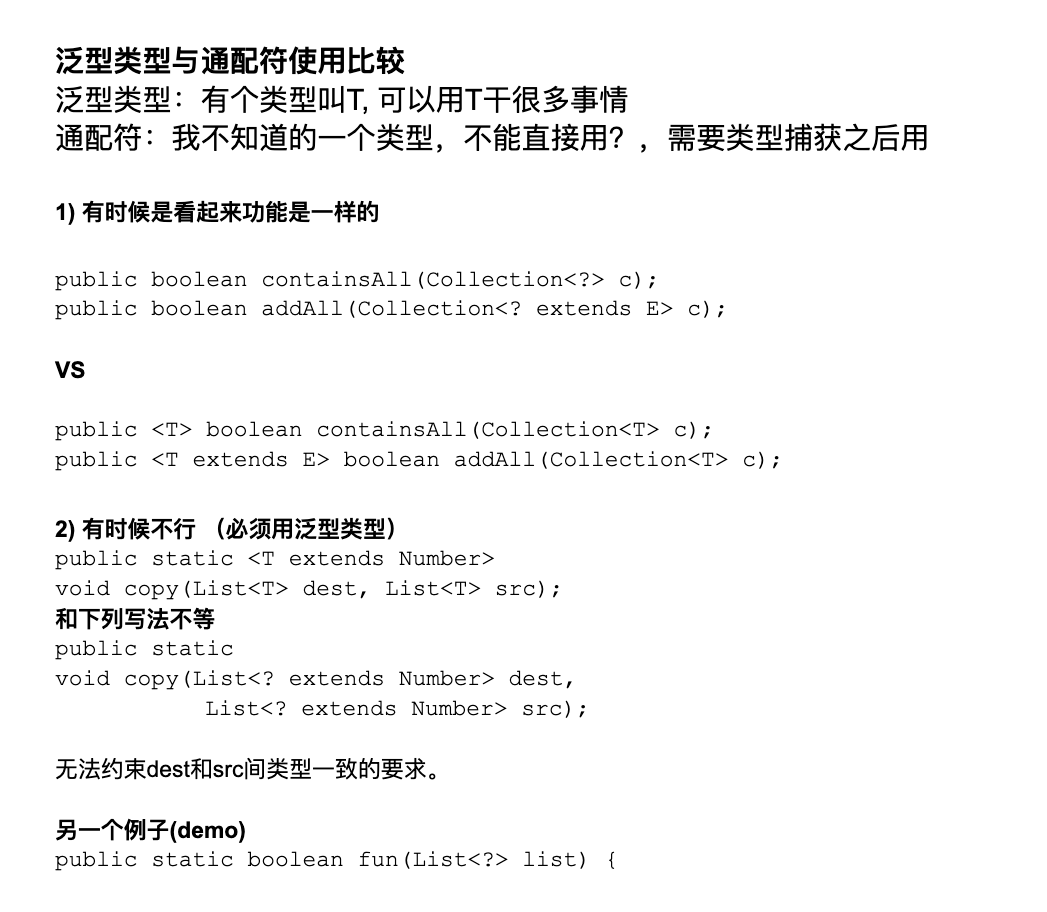 泛型类型与通配符使用比较
泛型类型：有个类型叫T, 可以用T干很多事情
通配符：我不知道的一个类型，不能直接用？，需要类型捕获之后用
1) 有时候是看起来功能是一样的
public boolean containsAll(Collection<?> c);
public boolean addAll(Collection<? extends E> c);
VS
public <T> boolean containsAll(Collection<T> c);
public <T extends E> boolean addAll(Collection<T> c);
2) 有时候不行 （必须用泛型类型）
public static <T extends Number>
void copy(List<T> dest, List<T> src);
和下列写法不等
public static
void copy(List<? extends Number> dest,
List<? extends Number> src);
无法约束dest和src间类型一致的要求。
另一个例子(demo)
public static boolean fun(List<?> list) {